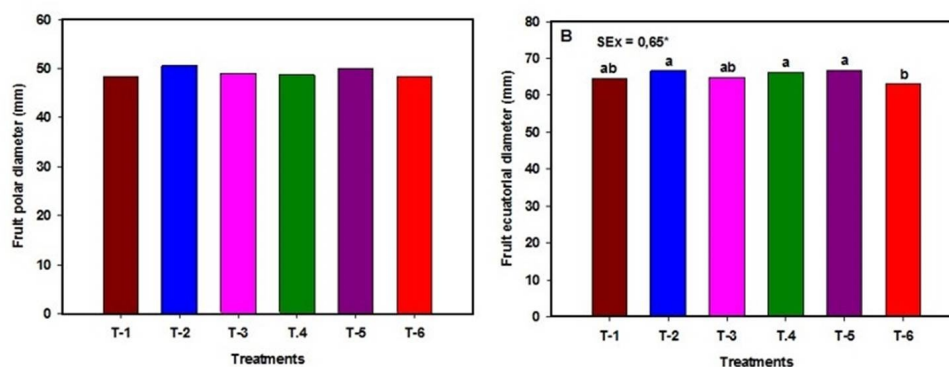 60
50
40
30
20
10
0
Fruit polar diameter (mm)
T-1 T-2 T-3 T.4 T-5 T-6
Treatments
B
SEx = 0,65*
80
70
60
50
40
30
20
10
0
Fruit ecuatorial diameter (mm)
ab a ab a a b
T-1 T-2 T-3 T.4 T-5 T-6
Treatments